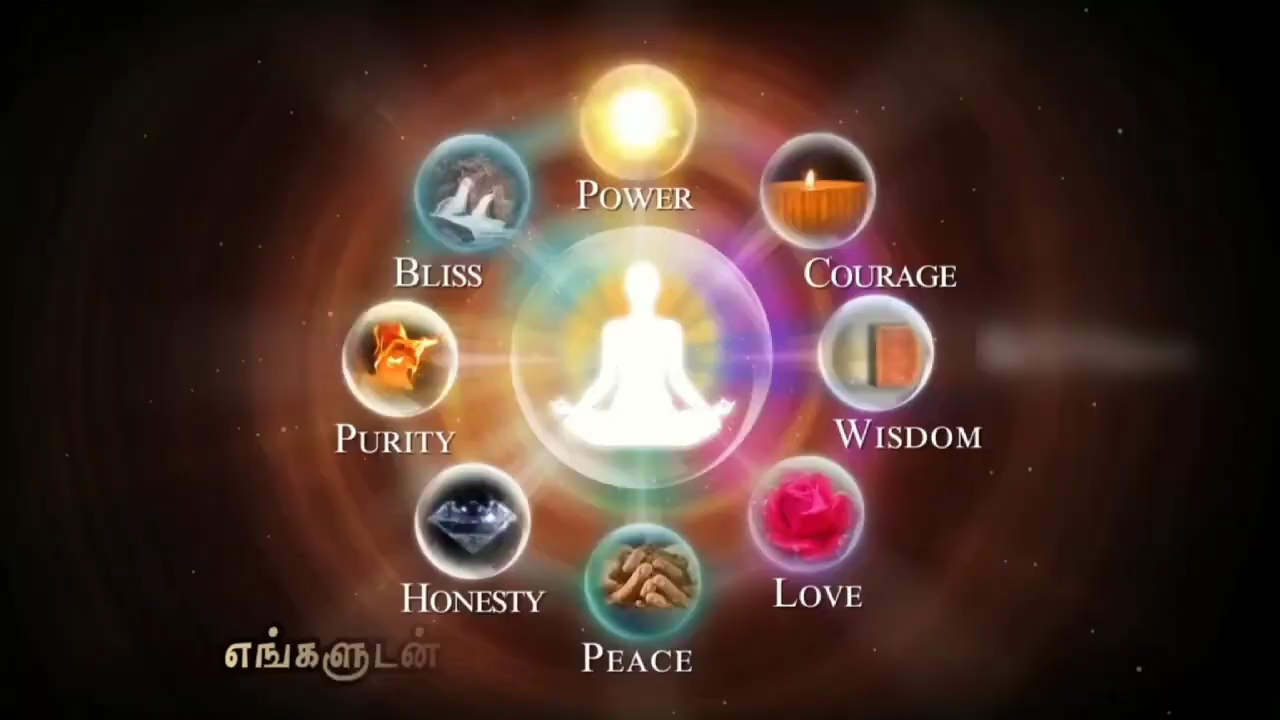 POWER
BLISS
COURAGE
PURITY
WISDOM
HONESTY
LOVE
எங்களுடன்
PEACE